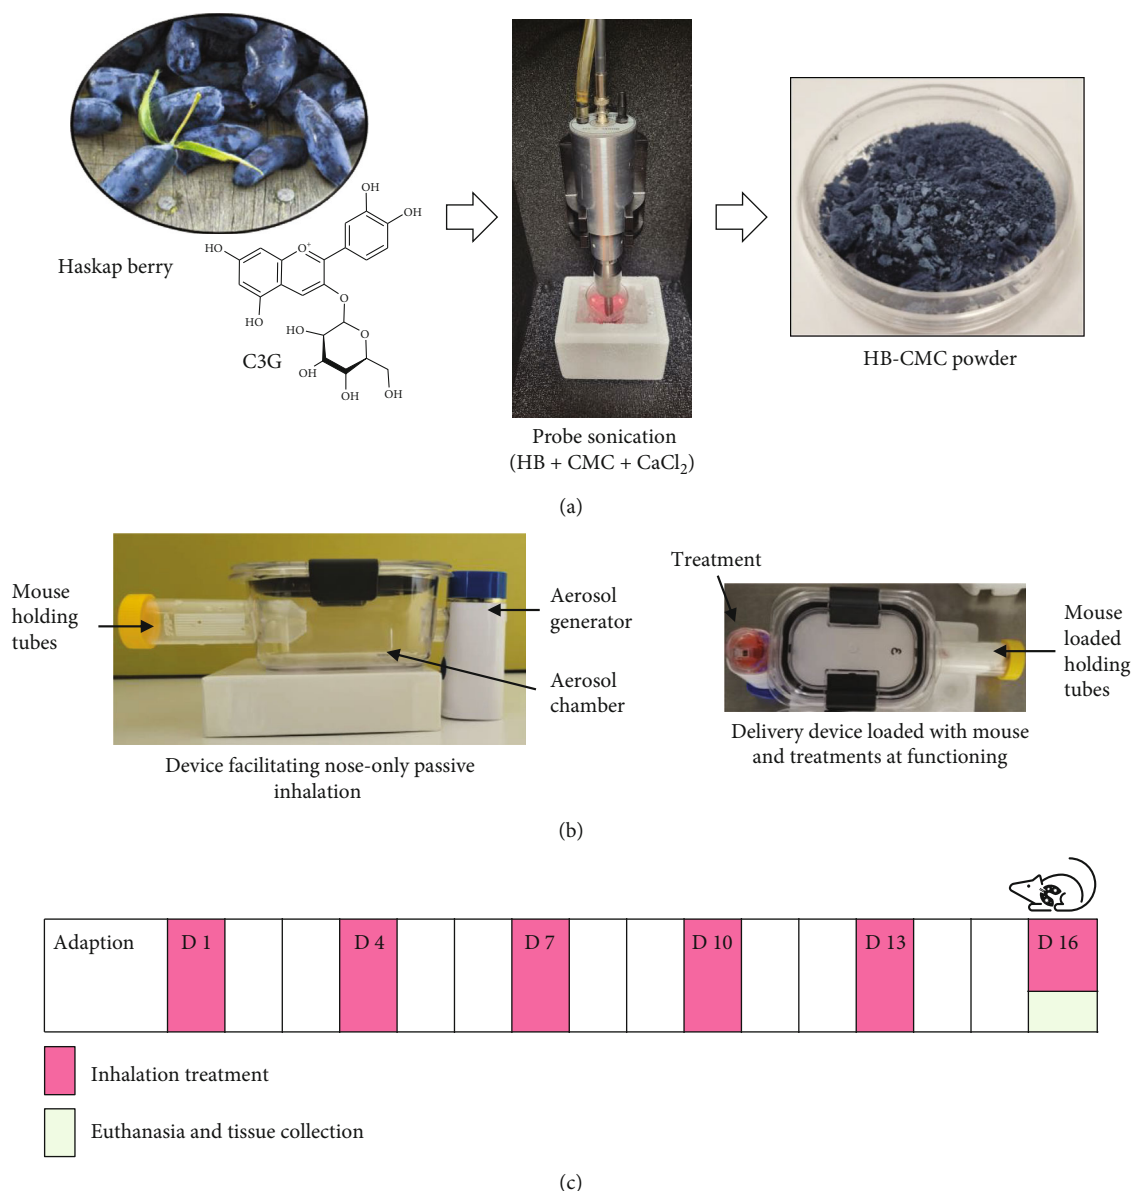 Haskap berry
OH
OH
HO
O+
HO
O
HO
O
OH
OH
OH
C3G
Probe sonication
(HB + CMC + CaCl2)
HB-CMC powder
(a)
Mouse
holding
tubes
Aerosol
generator
Aerosol
chamber
Device facilitating nose-only passive
inhalation
Treatment
Mouse
loaded
holding
tubes
3
Delivery device loaded with mouse
and treatments at functioning
(b)
Adaption
D 1
D 4
D 7
D 10
D 13
D 16
Inhalation treatment
Euthanasia and tissue collection
(c)